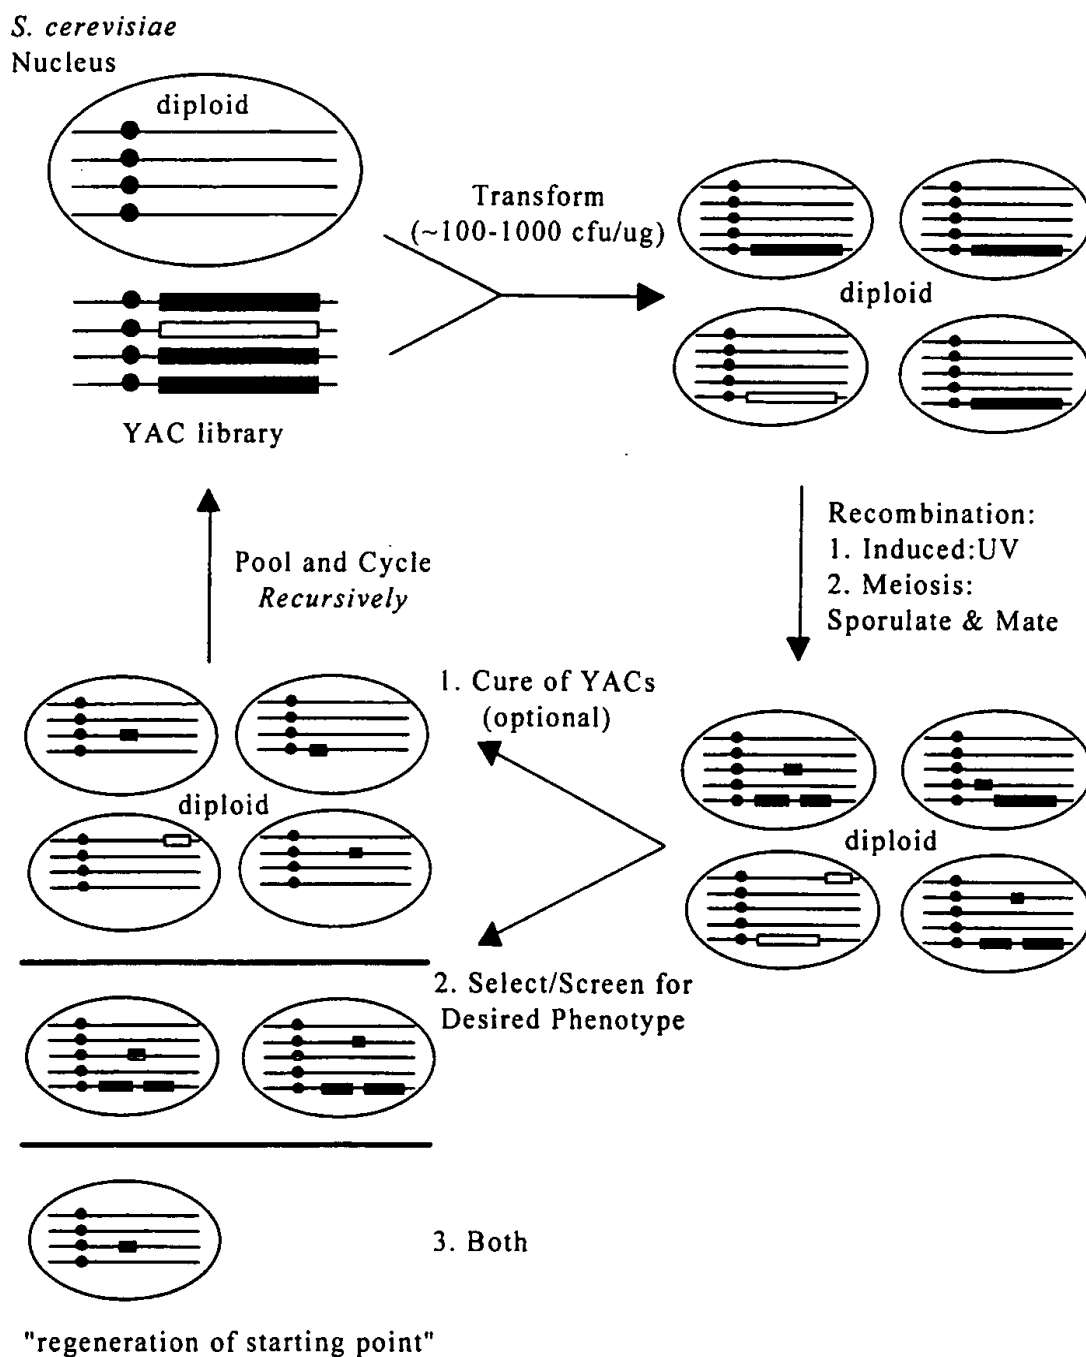 S. cerevisiae
Nucleus
diploid
Transform
(~100-1000 cfu/ug)
diploid
YAC library
Recombination:
1. Induced:UV
2. Meiosis:
Sporulate & Mate
Pool and Cycle
Recursively
1. Cure of YACs
(optional)
diploid
diploid
2. Select/Screen for
Desired Phenotype
3. Both
"regeneration of starting point"